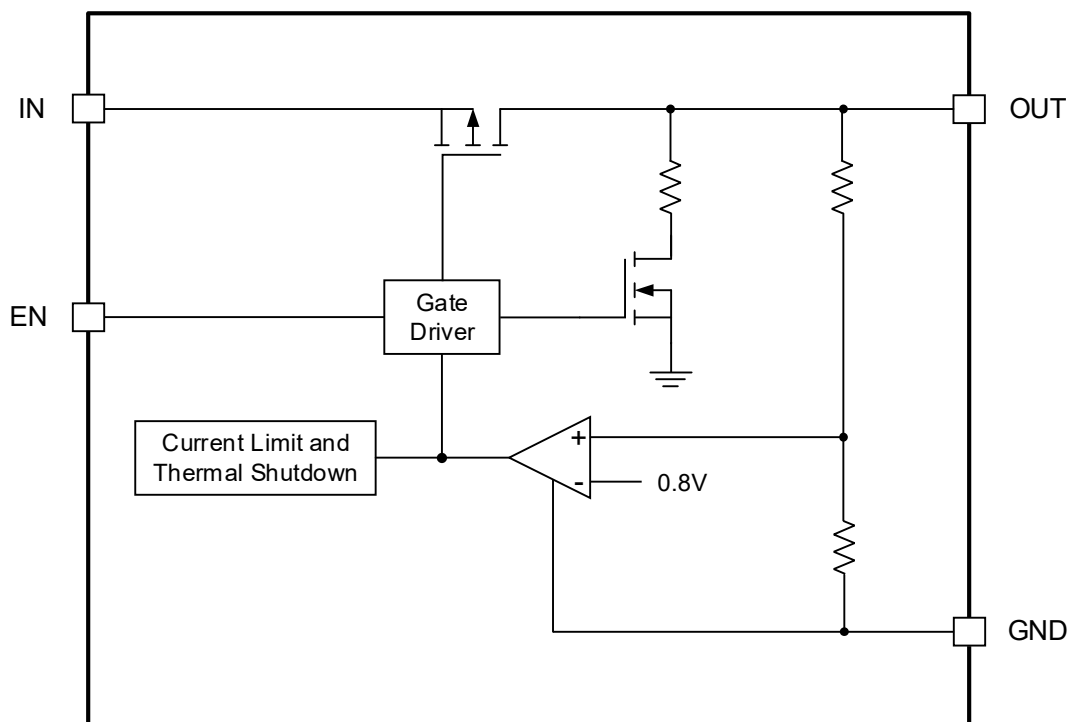 IN
OUT
EN
Gate
Driver
Current Limit and
Thermal Shutdown
+
-
0.8V
GND